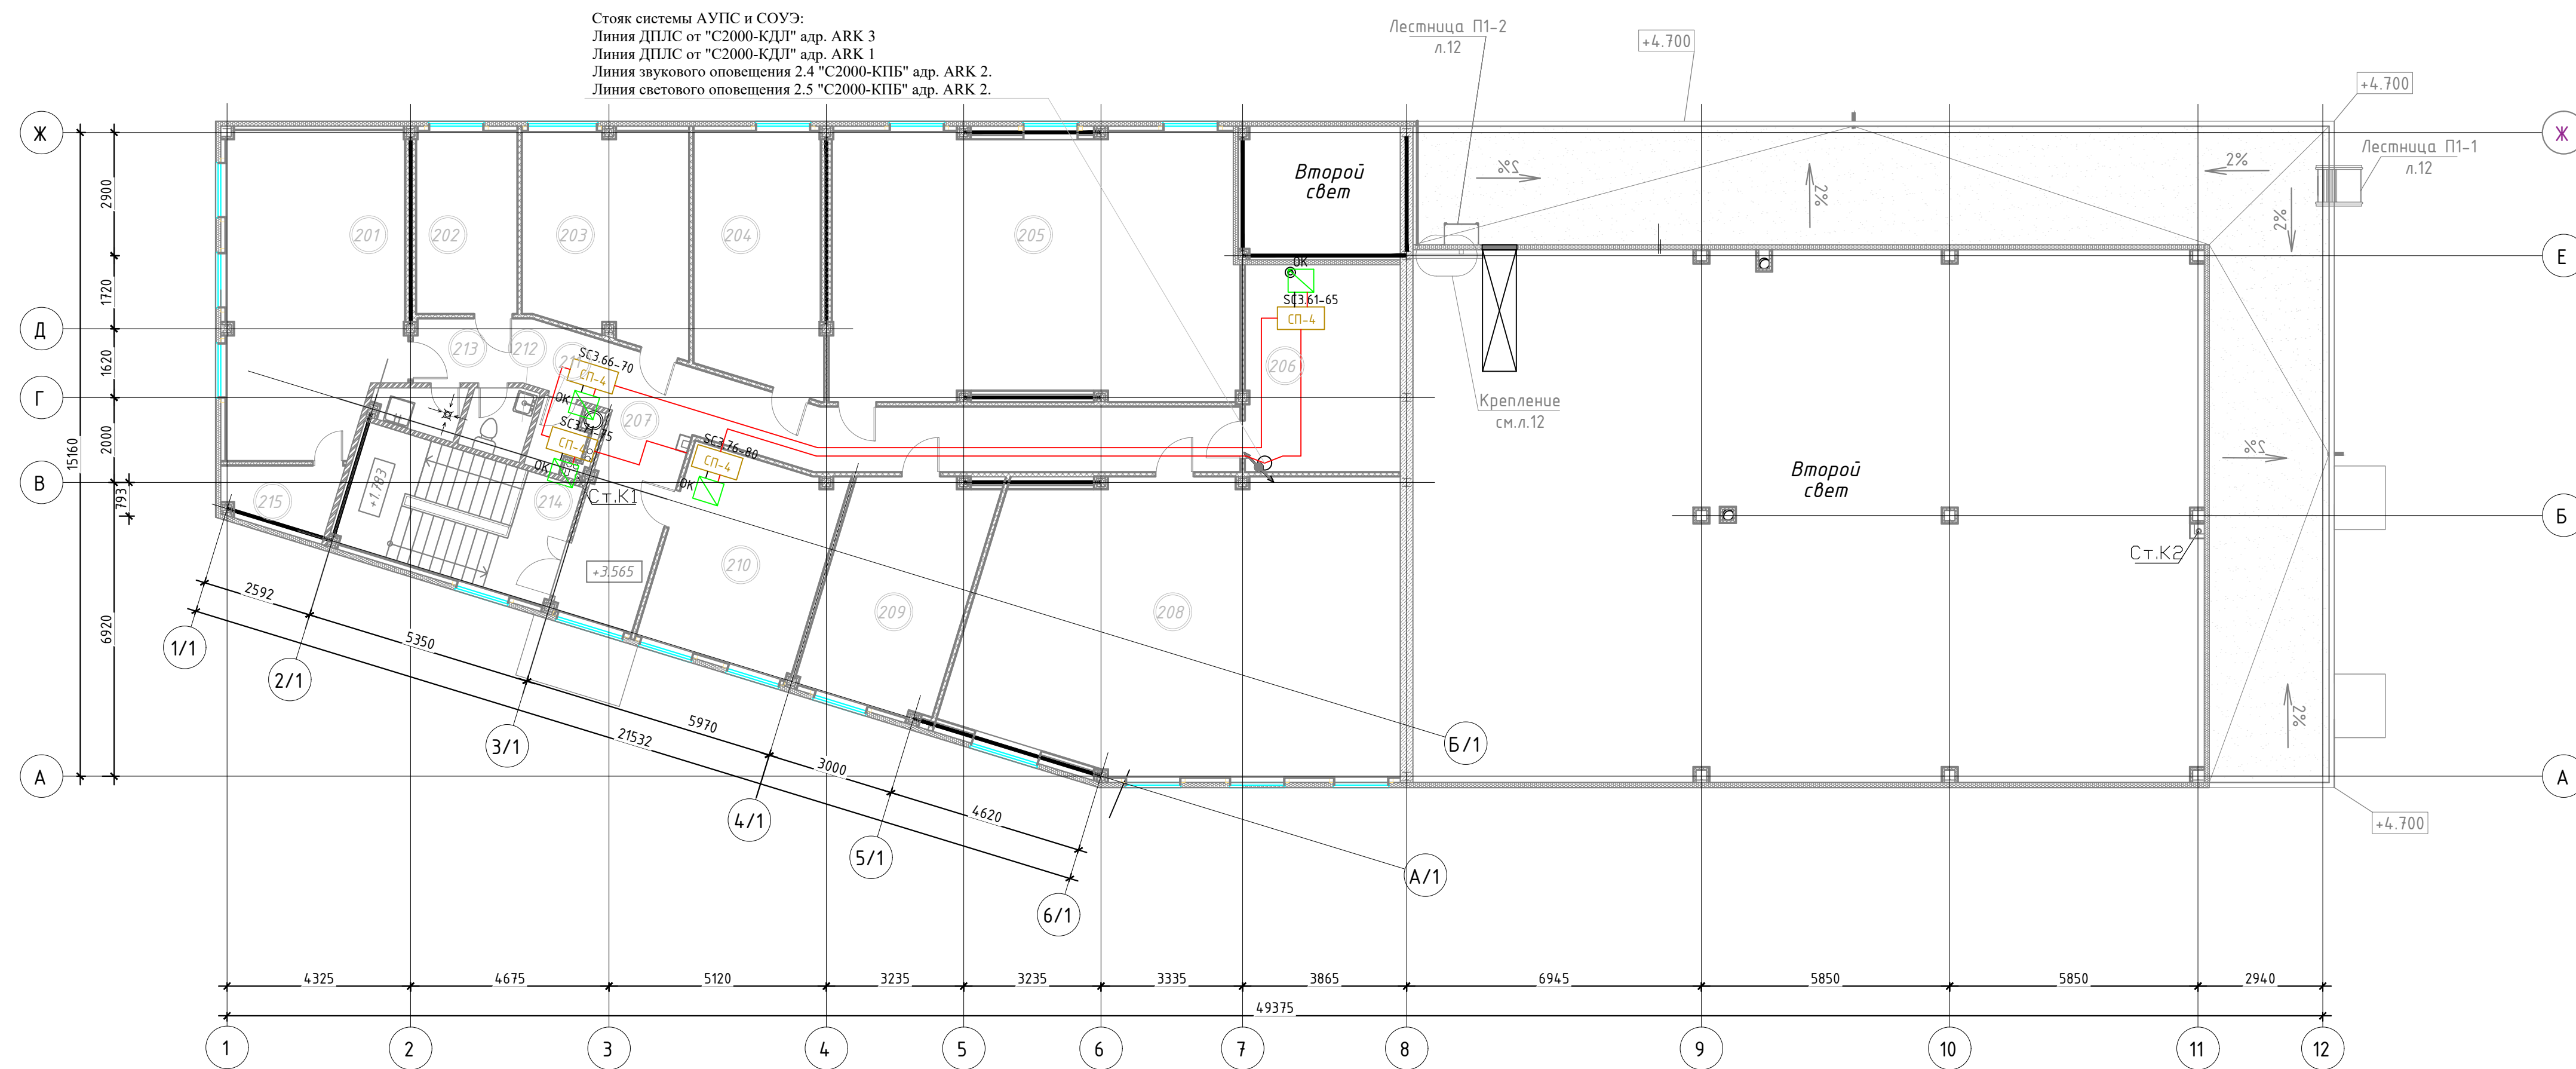 Стояк системы АУПС и СОУЭ:
Линия ДПЛС от "С2000-КДЛ" адр. ARK 3
Линия ДПЛС от "С2000-КДЛ" адр. ARK 1
Линия звукового оповещения 2.4 "С2000-КПБ" адр. ARK 2.
Линия светового оповещения 2.5 "С2000-КПБ" адр. ARK 2.
Лестница П1-2
л.12
+4.700
+4.700
Лестница П1-1
л.12
Ж
Ж
Е
Д
Г
В
Б
А
А
2900
1720
1620
2000
793
6920
15160
201
202
203
204
205
Второй
свет
2%
2%
2%
2%
2%
2%
ОК
SC3.61-65
СП-4
206
213
212
211
SC3.66-70
СП-4
ОК
207
SC3.71-75
СП-4
ОК
SC3.76-80
СП-4
ОК
Ст.К1
Крепление
см.л.12
Второй
свет
Ст.К2
+1.783
214
215
+3.565
210
209
208
2592
5350
5970
21532
3000
4620
1/1
2/1
3/1
4/1
5/1
6/1
Б/1
А/1
+4.700
4325
4675
5120
3235
3235
3335
3865
6945
5850
5850
2940
49375
1
2
3
4
5
6
7
8
9
10
11
12